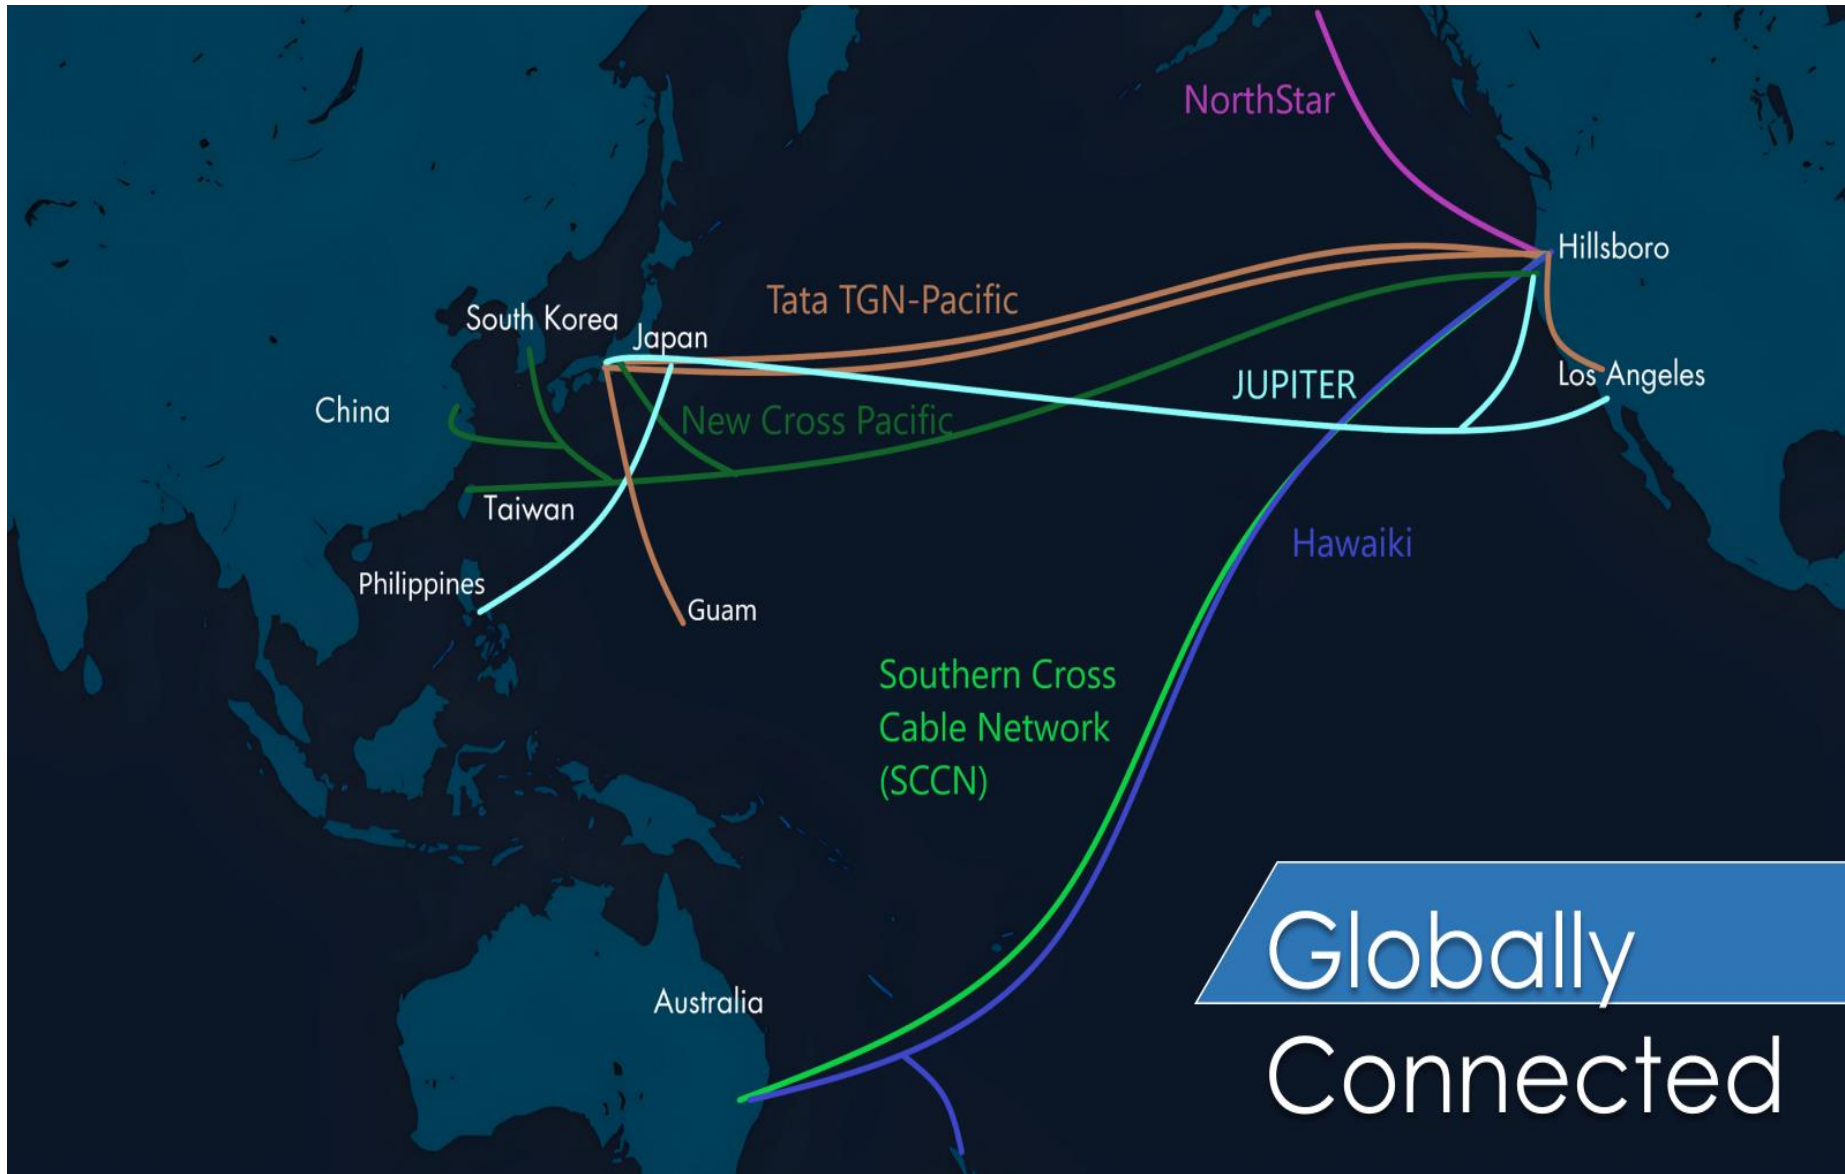 NorthStar
Hillsboro
Tata TGN-Pacific
South Korea
Japan
Los Angeles
JUPITER
China
New Cross Pacific
Taiwan
Hawaiki
Philippines
Guam
Southern Cross
Cable Network
(SCCN)
Australia
Globally
Connected